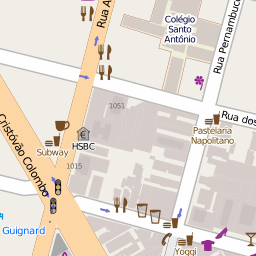 Rua A
Colégio
Santo
Antônio
Rua Pernambuco
1051
Rua dos
Pastelaria
Napolitano
Cristóvão Colombo
HSBC
Subway
1015
Guignard
Yoggi